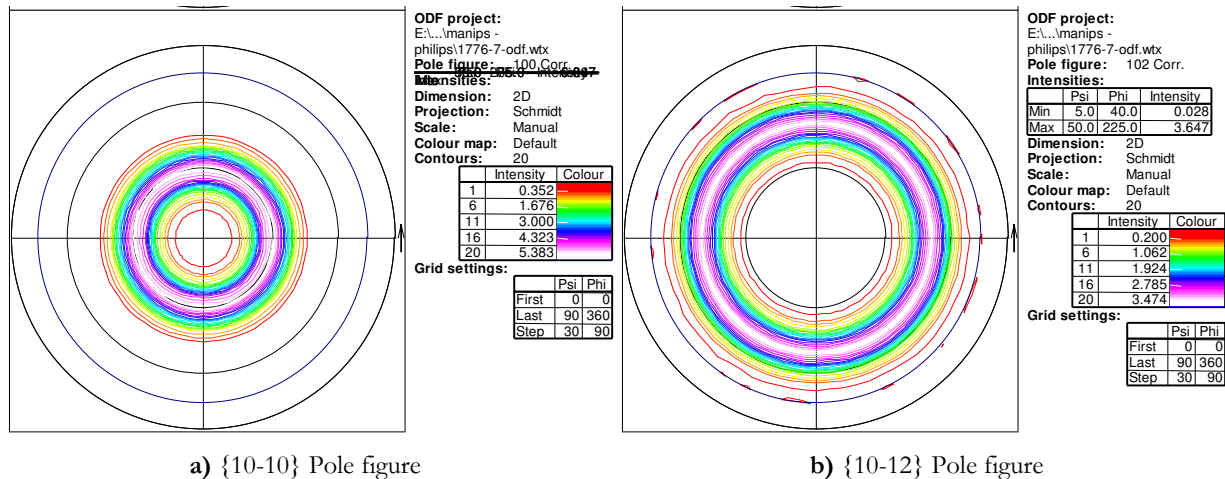 ODF project:
E:\...\manips -
philips\1776-7-odf.wtx
Pole figure: 100 Corr.
Intensities:
Dimension: 2D
Projection: Schmidt
Scale: Manual
Colour map: Default
Contours: 20
Intensity Colour
1 0.352
6 1.676
11 3.000
16 4.323
20 5.383
Grid settings:
Psi Phi
First 0 0
Last 90 360
Step 30 90
a) {10-10} Pole figure
ODF project:
E:\...\manips -
philips\1776-7-odf.wtx
Pole figure: 102 Corr.
Intensities:
Psi Phi Intensity
Min 5.0 40.0 0.028
Max 50.0 225.0 3.647
Dimension: 2D
Projection: Schmidt
Scale: Manual
Colour map: Default
Contours: 20
Intensity Colour
1 0.200
6 1.062
11 1.924
16 2.785
20 3.474
Grid settings:
Psi Phi
First 0 0
Last 90 360
Step 30 90
b) {10-12} Pole figure